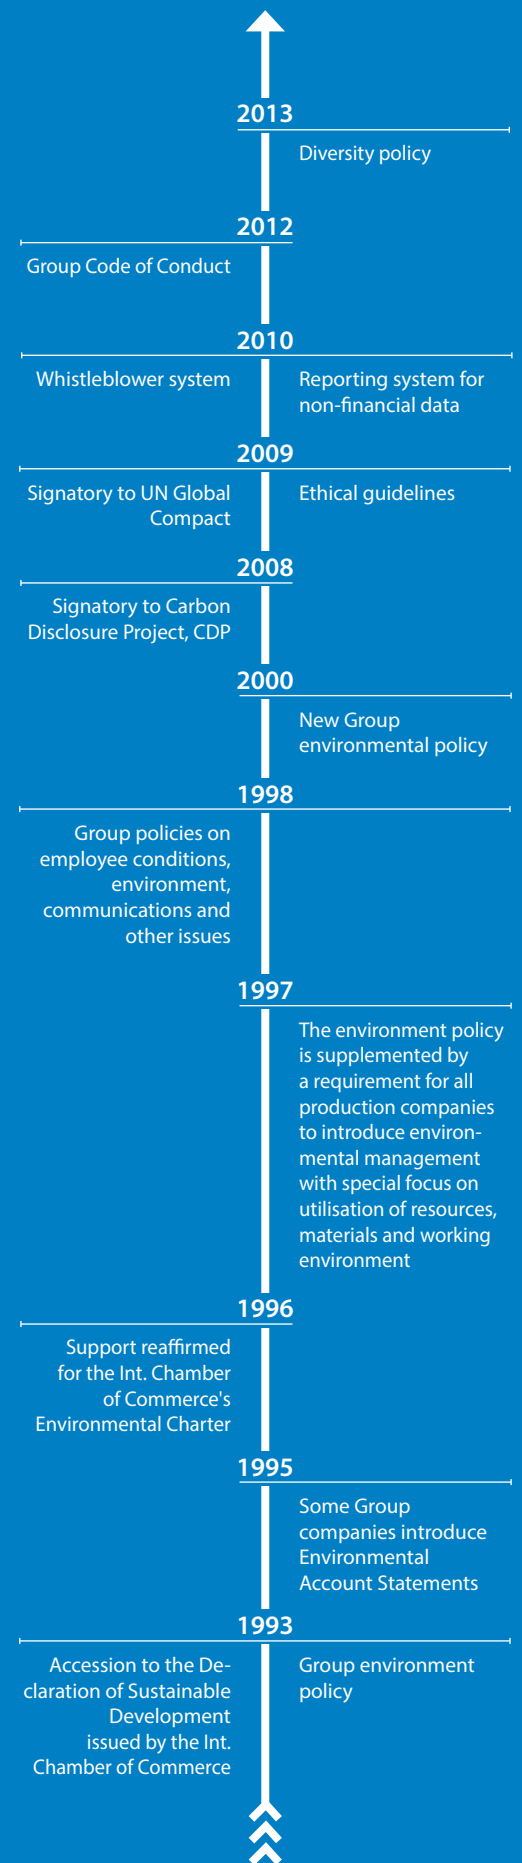 2013
Diversity policy
2012
Group Code of Conduct
2010
Whistleblower system
Reporting system for
non-financial data
2009
Signatory to UN Global
Compact
Ethical guidelines
2008
Signatory to Carbon
Disclosure Project, CDP
2000
New Group
environmental policy
1998
Group policies on
employee conditions,
environment,
communications and
other issues
1997
The environment policy
is supplemented by
a requirement for all
production companies
to introduce environ-
mental management
with special focus on
utilisation of resources,
materials and working
environment
1996
Support reaffirmed
for the Int. Chamber
of Commerce's
Environmental Charter
1995
Some Group
companies introduce
Environmental
Account Statements
1993
Accession to the De-
claration of Sustainable
Development
issued by the Int.
Chamber of Commerce
Group environment
policy